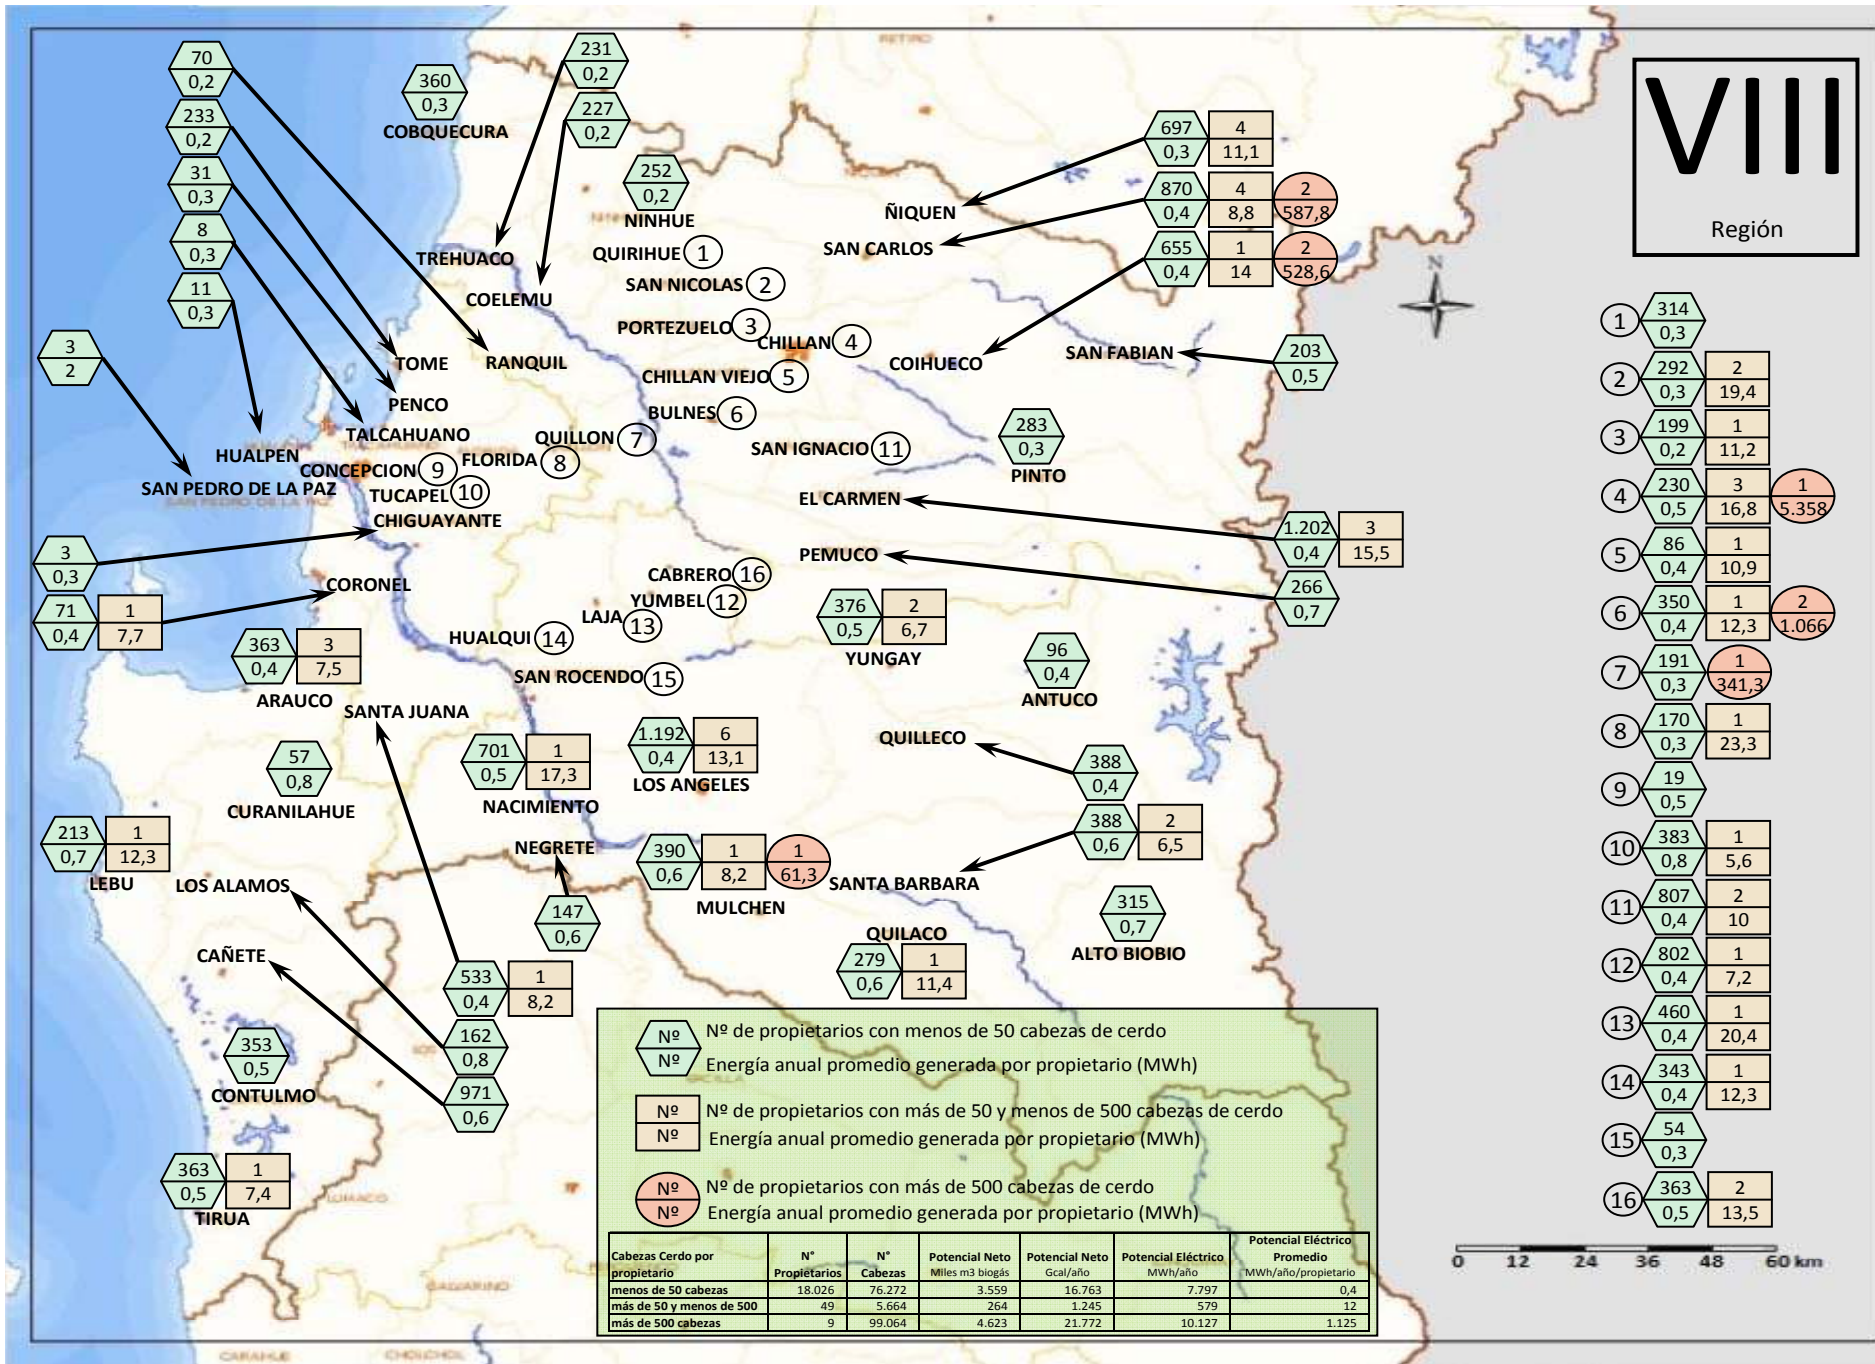 VIII
Región
70
0,2
233
0,2
31
0,3
8
0,3
11
0,3
3
2
360
0,3
COBQUECURA
231
0,2
227
0,2
252
0,2
NINHUE
RETIRO
697
0,3
4
11,1
870
0,4
4
8,8
2
587,8
655
0,4
1
14
2
528,6
ÑIQUEN
SAN CARLOS
TREHUACO
COELEMU
QUIRIHUE 1
SAN NICOLAS 2
PORTEZUELO 3
CHILLAN 4
CHILLAN VIEJO 5
BULNES 6
QUILLON 7
FLORIDA 8
CONCEPCION 9
TUCAPEL 10
SAN IGNACIO 11
COIHUECO
SAN FABIAN
203
0,5
N
TOME
RANQUIL
PENCO
TALCAHUANO
HUALPEN
SAN PEDRO DE LA PAZ
SAN PEDRO DE LA PAZ
CHIGUAYANTE
283
0,3
PINTO
EL CARMEN
1.202
0,4
3
15,5
PEMUCO
266
0,7
3
0,3
CORONEL
71
0,4
1
7,7
CABRERO 16
YUMBEL 12
LAJA 13
HUALQUI 14
SAN ROCENDO 15
376
0,5
2
6,7
YUNGAY
363
0,4
3
7,5
ARAUCO
96
0,4
ANTUCO
SANTA JUANA
57
0,8
CURANILAHUE
701
0,5
1
17,3
NACIMIENTO
1.192
0,4
6
13,1
LOS ANGELES
QUILLECO
388
0,4
388
0,6
2
6,5
SANTA BARBARA
213
0,7
1
12,3
LEBU
NEGRETE
147
0,6
390
0,6
1
8,2
1
61,3
MULCHEN
LOS ALAMOS
CAÑETE
315
0,7
ALTO BIOBIO
QUILACO
279
0,6
1
11,4
533
0,4
1
8,2
162
0,8
971
0,6
353
0,5
CONTULMO
363
0,5
1
7,4
TIRUA
LUMACO
GALVARINO
CARAHUE
CHOLCHOL
1 314
0,3
2 292 2
0,3 19,4
3 199 1
0,2 11,2
4 230 3 1
0,5 16,8 5.358
5 86 1
0,4 10,9
6 350 1 2
0,4 12,3 1.066
7 191 1
0,3 341,3
8 170 1
0,3 23,3
9 19
0,5
10 383 1
0,8 5,6
11 807 2
0,4 10
12 802 1
0,4 7,2
13 460 1
0,4 20,4
14 343 1
0,4 12,3
15 54
0,3
16 363 2
0,5 13,5
0 12 24 36 48 60 km
Nº Nº de propietarios con menos de 50 cabezas de cerdo
Nº Energía anual promedio generada por propietario (MWh)
Nº Nº de propietarios con más de 50 y menos de 500 cabezas de cerdo
Nº Energía anual promedio generada por propietario (MWh)
Nº Nº de propietarios con más de 500 cabezas de cerdo
Nº Energía anual promedio generada por propietario (MWh)
Cabezas Cerdo por propietario N° Propietarios N° Cabezas Potencial Neto Miles m3 biogás Potencial Neto Gcal/año Potencial Eléctrico MWh/año Potencial Eléctrico Promedio MWh/año/propietario
menos de 50 cabezas 18.026 76.272 3.559 16.763 7.797 0,4
más de 50 y menos de 500 49 5.664 264 1.245 579 12
más de 500 cabezas 9 99.064 4.623 21.772 10.127 1.125